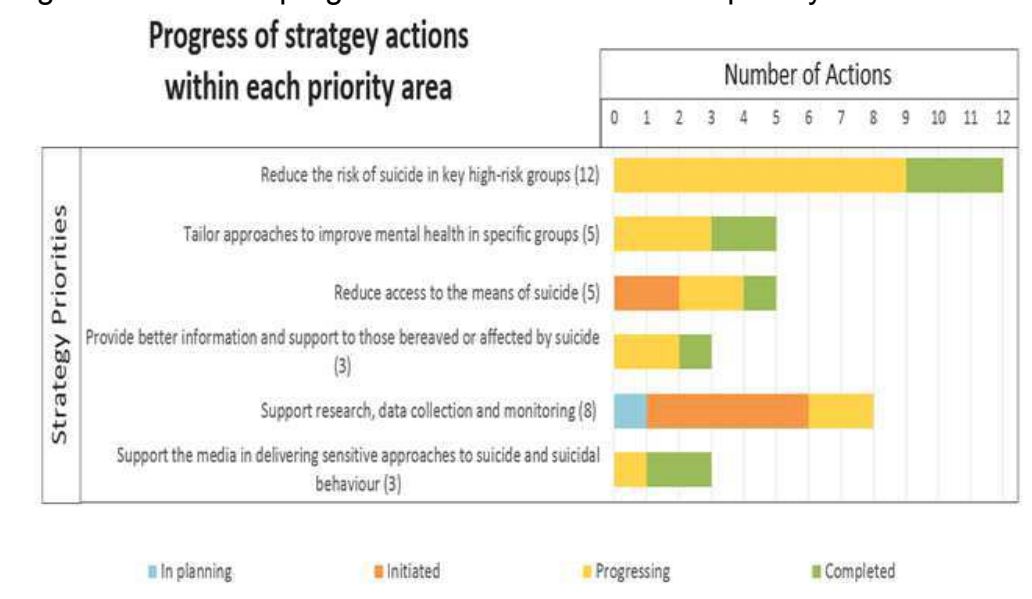 Progress of stratgey actions
within each priority area
Number of Actions
0 1 2 3 4 5 6 7 8 9 10 11 12
Strategy Priorities
Reduce the risk of suicide in key high-risk groups (12)
Tailor approaches to improve mental health in specific groups (5)
Reduce access to the means of suicide (5)
Provide better information and support to those bereaved or affected by suicide
(3)
Support research, data collection and monitoring (8)
Support the media in delivering sensitive approaches to suicide and suicidal
behaviour (3)
In planning Initiated Progressing Completed